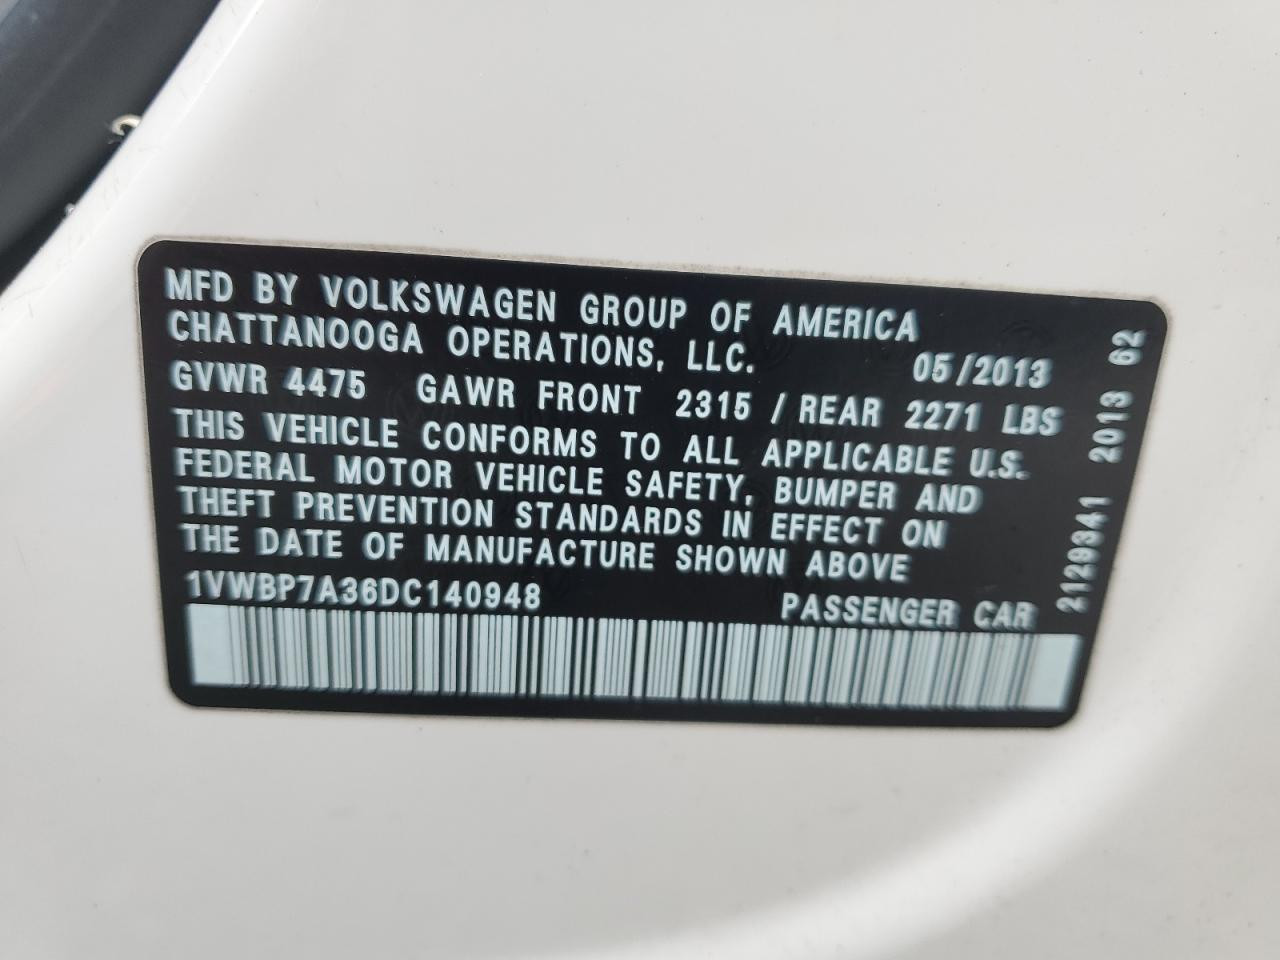 MFD BY VOLKSWAGEN GROUP OF AMERICA
CHATTANOOGA OPERATIONS, LLC. 05/2013
GVWR 4475 GAWR FRONT 2315 / REAR 2271 LBS
THIS VEHICLE CONFORMS TO ALL APPLICABLE U.S.
FEDERAL MOTOR VEHICLE SAFETY, BUMPER AND
THEFT PREVENTION STANDARDS IN EFFECT ON
THE DATE OF MANUFACTURE SHOWN ABOVE
1VWBP7A36DC140948 PASSENGER CAR
2129341 2013 62